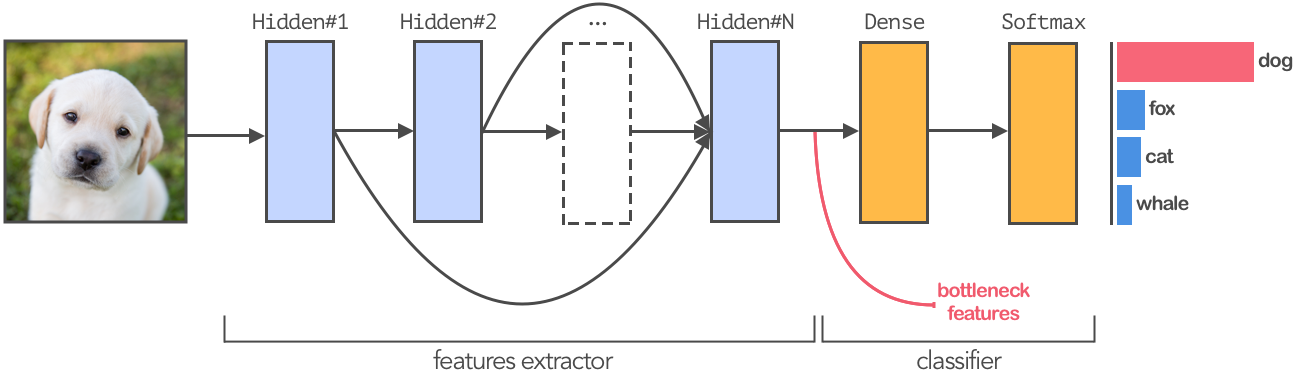 Hidden#1
Hidden#2
...
Hidden#N
Dense
Softmax
dog
fox
cat
whale
bottleneck
features
features extractor
classifier